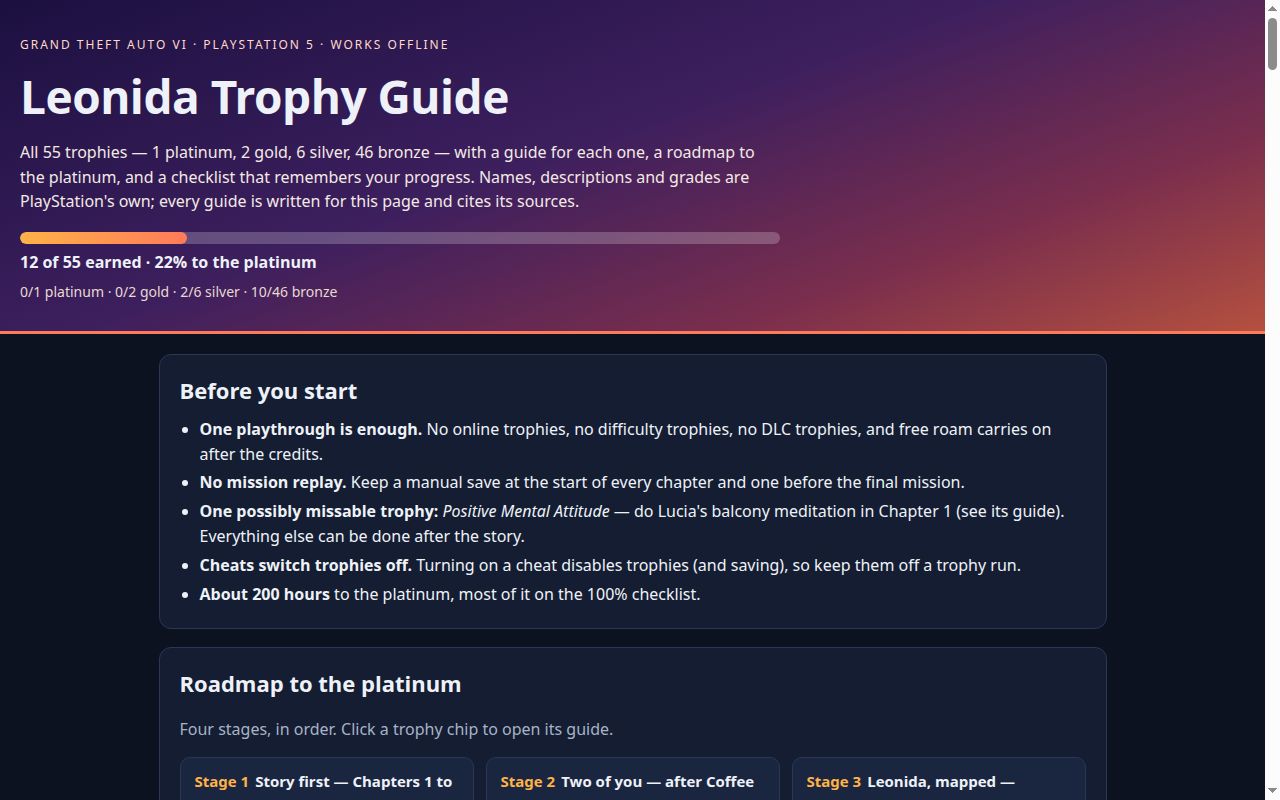 GRAND THEFT AUTO VI · PLAYSTATION 5 · WORKS OFFLINE
Leonida Trophy Guide
All 55 trophies — 1 platinum, 2 gold, 6 silver, 46 bronze — with a guide for each one, a roadmap to
the platinum, and a checklist that remembers your progress. Names, descriptions and grades are
PlayStation's own; every guide is written for this page and cites its sources.
12 of 55 earned · 22% to the platinum
0/1 platinum · 0/2 gold · 2/6 silver · 10/46 bronze
Before you start
• One playthrough is enough. No online trophies, no difficulty trophies, no DLC trophies, and free roam carries on
after the credits.
• No mission replay. Keep a manual save at the start of every chapter and one before the final mission.
• One possibly missable trophy: Positive Mental Attitude — do Lucia's balcony meditation in Chapter 1 (see its guide).
Everything else can be done after the story.
• Cheats switch trophies off. Turning on a cheat disables trophies (and saving), so keep them off a trophy run.
• About 200 hours to the platinum, most of it on the 100% checklist.
Roadmap to the platinum
Four stages, in order. Click a trophy chip to open its guide.
Stage 1 Story first — Chapters 1 to
Stage 2 Two of you — after Coffee
Stage 3 Leonida, mapped —